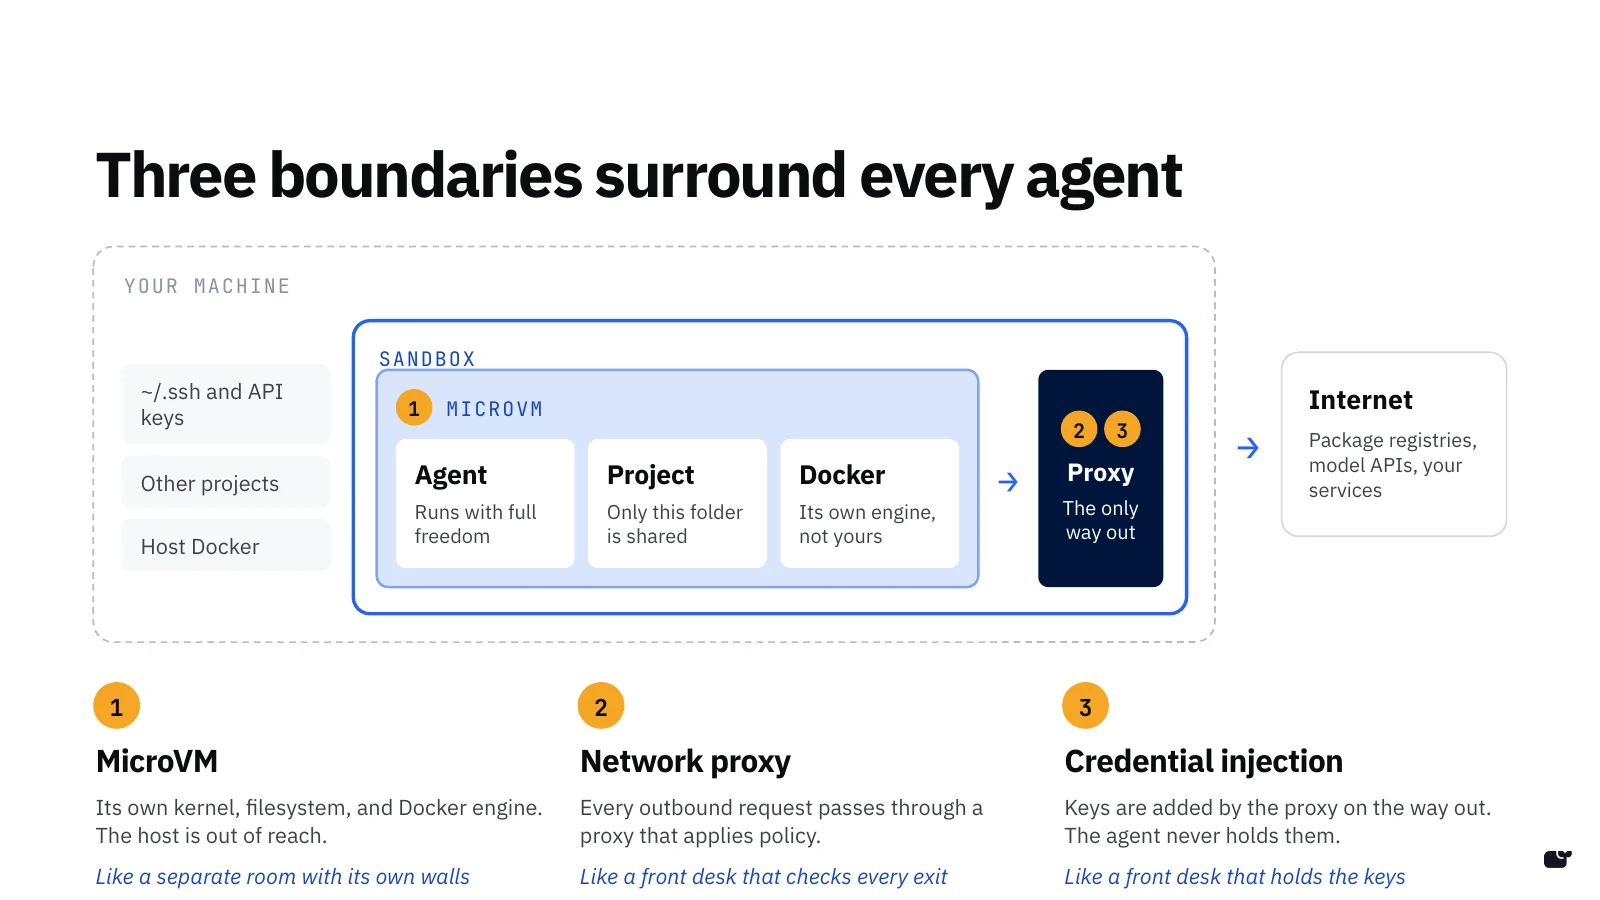 Three boundaries surround every agent
YOUR MACHINE
~/.ssh and API
keys
Other projects
Host Docker
SANDBOX
1 MICROVM
Agent
Runs with full
freedom
Project
Only this folder
is shared
Docker
Its own engine,
not yours
→
2 3
Proxy
The only
way out
→
Internet
Package registries,
model APIs, your
services
1
MicroVM
Its own kernel, filesystem, and Docker engine.
The host is out of reach.
Like a separate room with its own walls
2
Network proxy
Every outbound request passes through a
proxy that applies policy.
Like a front desk that checks every exit
3
Credential injection
Keys are added by the proxy on the way out.
The agent never holds them.
Like a front desk that holds the keys